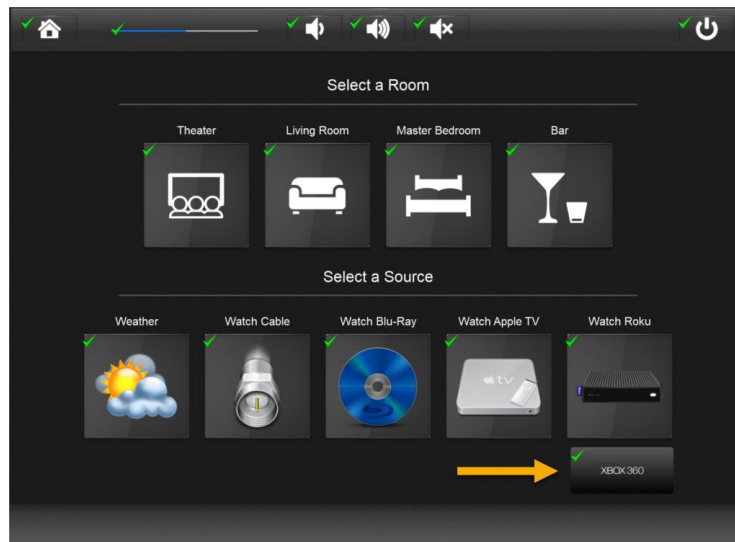 Select a Room
Theater Living Room Master Bedroom Bar
Select a Source
Weather Watch Cable Watch Blu-Ray Watch Apple TV Watch Roku
tv
XBOX 360